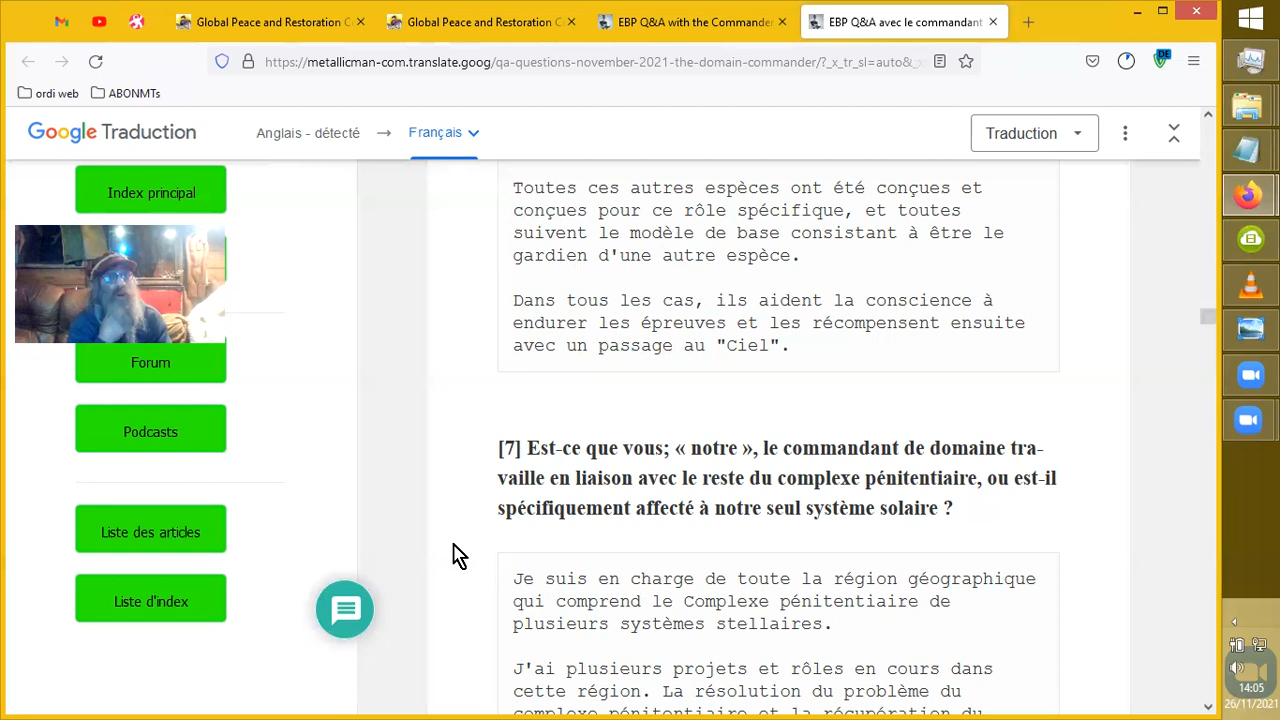 Global Peace and Restoration C
Global Peace and Restoration C
EBP Q&A with the Commander
EBP Q&A avec le commandant
https://metallicman-com.translate.goog/qa-questions-november-2021-the-domain-commander/?_x_tr_sl=auto&_x
DE
ordi web
ABONMTs
Google Traduction
Anglais - détecté
Français
Traduction
Index principal
Forum
Podcasts
Liste des articles
Liste d'index
Toutes ces autres espèces ont été conçues et
conçues pour ce rôle spécifique, et toutes
suivent le modèle de base consistant à être le
gardien d'une autre espèce.
Dans tous les cas, ils aident la conscience à
endurer les épreuves et les récompensent ensuite
avec un passage au "Ciel".
[7] Est-ce que vous; « notre », le commandant de domaine tra-
vaille en liaison avec le reste du complexe pénitentiaire, ou est-il
spécifiquement affecté à notre seul système solaire ?
Je suis en charge de toute la région géographique
qui comprend le Complexe pénitentiaire de
plusieurs systèmes stellaires.
J'ai plusieurs projets et rôles en cours dans
cette région. La résolution du problème du
complexe pénitentiaire et la récupération du
14:05
26/11/2021